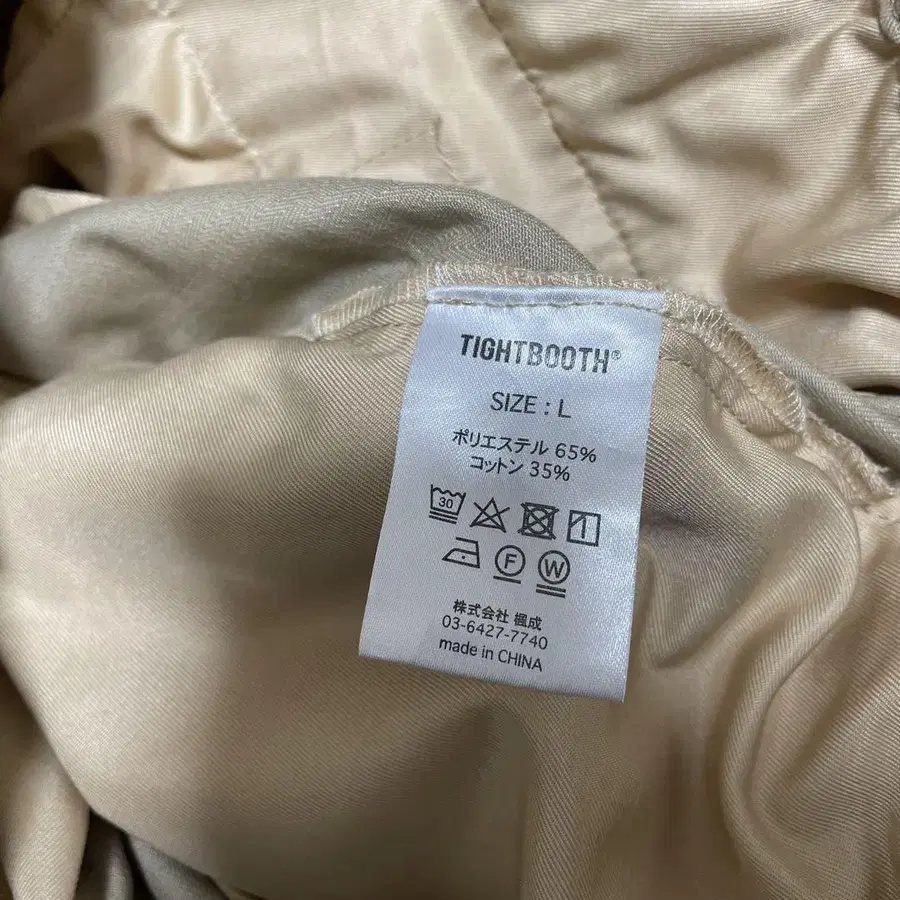 TIGHTBOOTH®
SIZE : L
ポリエステル 65%
コットン 35%
30
F W
株式会社 楓成
03-6427-7740
made in CHINA